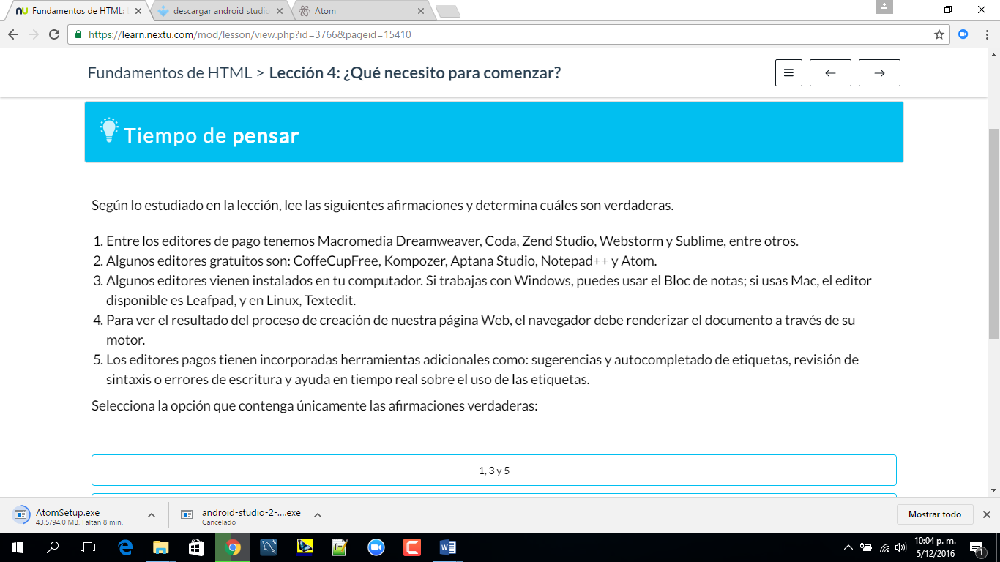 Fundamentos de HTML:
descargar android studio
Atom
https://learn.nextu.com/mod/lesson/view.php?id=3766&pageid=15410
Fundamentos de HTML > Lección 4: ¿Qué necesito para comenzar?
Tiempo de pensar
Según lo estudiado en la lección, lee las siguientes afirmaciones y determina cuáles son verdaderas.
1. Entre los editores de pago tenemos Macromedia Dreamweaver, Coda, Zend Studio, Webstorm y Sublime, entre otros.
2. Algunos editores gratuitos son: CoffeCupFree, Kompozer, Aptana Studio, Notepad++ y Atom.
3. Algunos editores vienen instalados en tu computador. Si trabajas con Windows, puedes usar el Bloc de notas; si usas Mac, el editor
disponible es Leafpad, y en Linux, Textedit.
4. Para ver el resultado del proceso de creación de nuestra página Web, el navegador debe renderizar el documento a través de su
motor.
5. Los editores pagos tienen incorporadas herramientas adicionales como: sugerencias y autocompletado de etiquetas, revisión de
sintaxis o errores de escritura y ayuda en tiempo real sobre el uso de las etiquetas.
Selecciona la opción que contenga únicamente las afirmaciones verdaderas:
1, 3 y 5
AtomSetup.exe
43,5/94,0 MB, Faltan 8 min.
android-studio-2-....exe
Cancelado
Mostrar todo
10:04 p. m.
5/12/2016
1